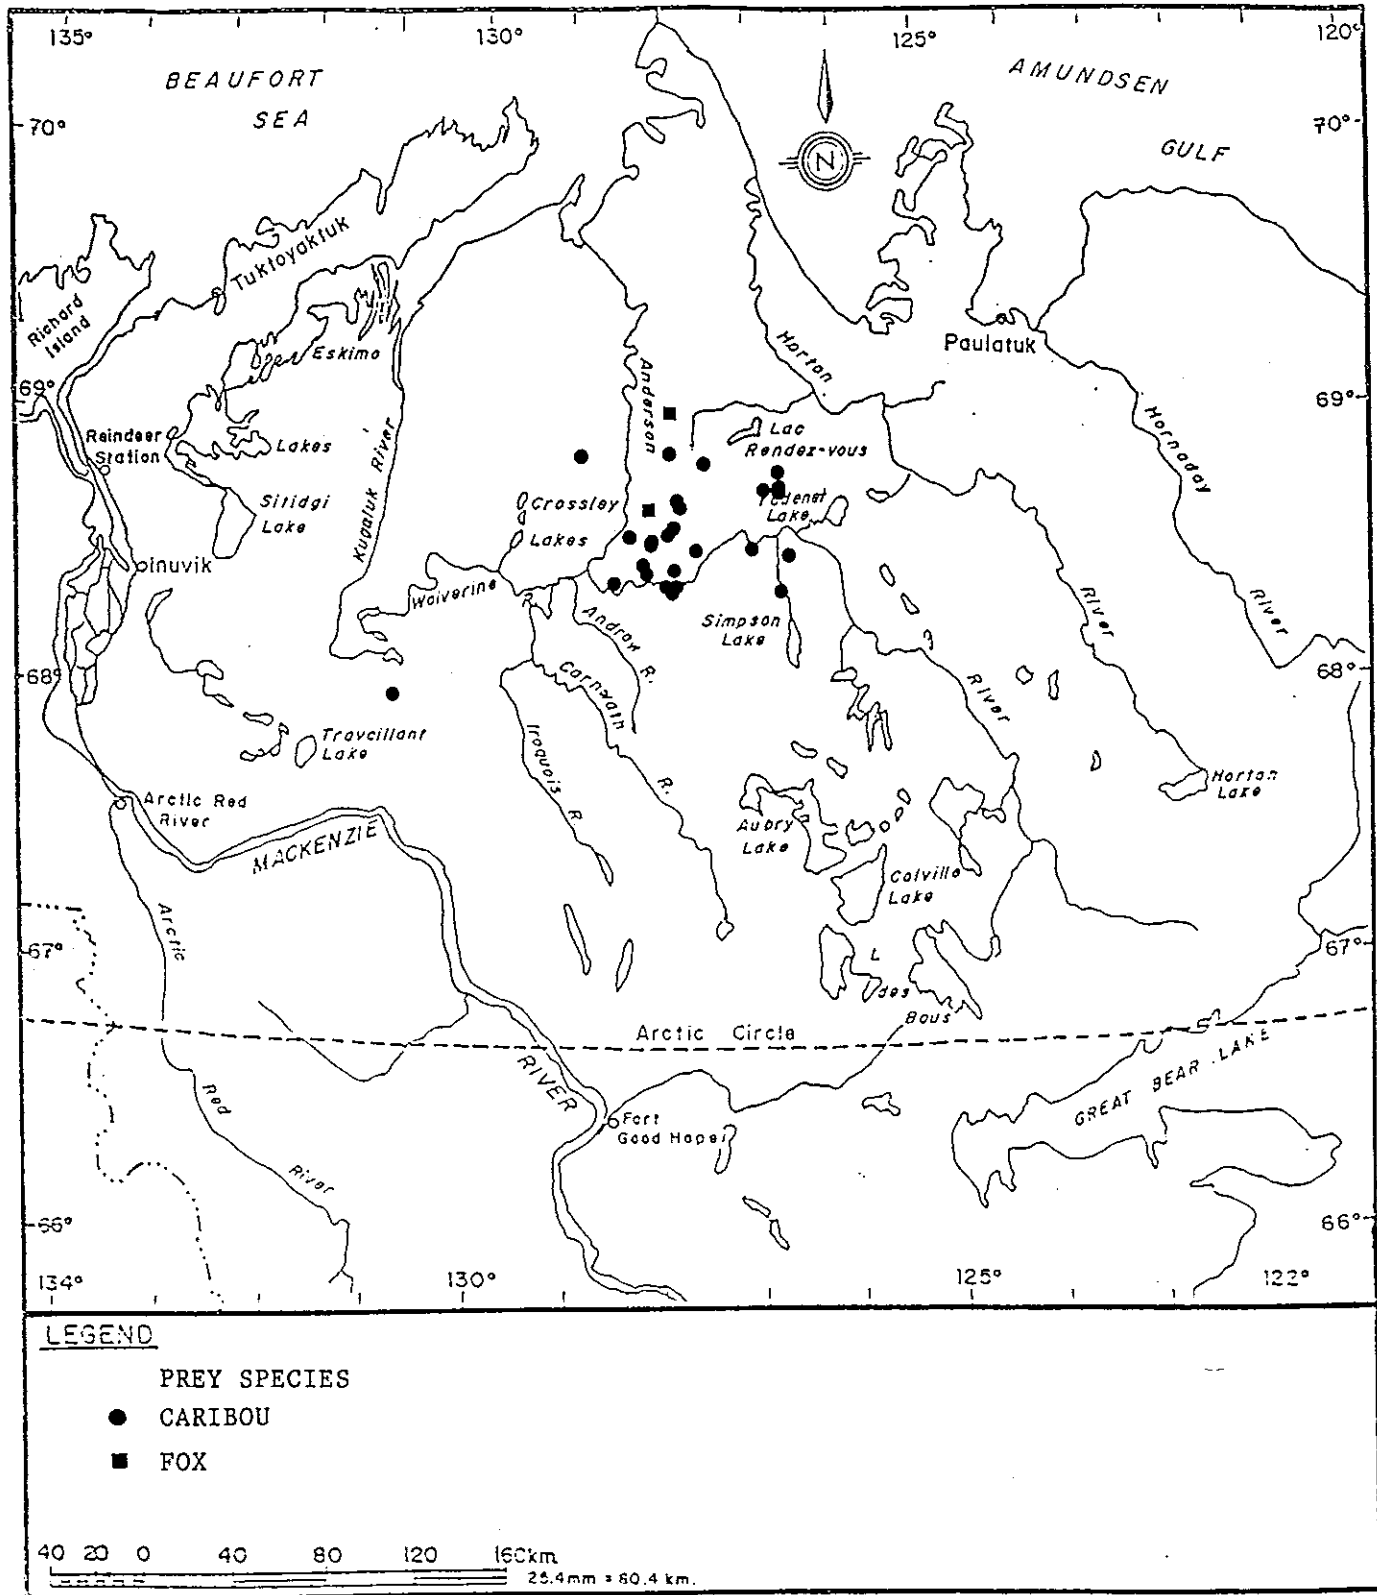 135°
130°
125°
120°
BEAUFORT
SEA
AMUNDSEN
GULF
70°
70°
N
Tuktoyaktuk
Richard
Island
Eskimo
Lakes
Horton
Paulatuk
Anderson
69°
69°
Reindeer
Station
Lac
Rendez-vous
Hornaday
Kugaluk River
Sitidgi
Lake
Crossley
Lakes
Lake
Inuvik
Wolverine
R.
Andrew
R.
Simpson
Lake
River
River
68°
68°
Carnwath
R.
River
Iroquois
R.
Travaillant
Lake
Horton
Lake
Arctic Red
River
MACKENZIE
Aubry
Lake
Colville
Lake
Arctic
67°
67°
L
des
Bous
Arctic Circle
RIVER
Red
GREAT BEAR LAKE
Fort
Good Hope
River
66°
66°
134°
130°
125°
122°
LEGEND
PREY SPECIES
CARIBOU
FOX
40 20 0 40 80 120 160km
25.4mm = 80.4 km.